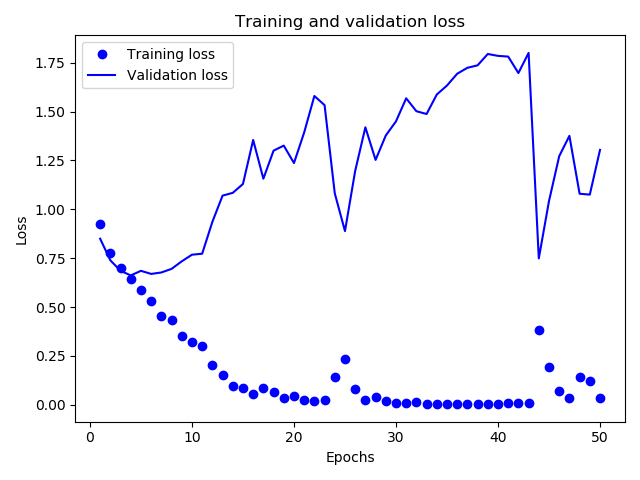 Training and validation loss
Training loss
Validation loss
1.75
1.50
1.25
1.00
0.75
0.50
0.25
0.00
Loss
0
10
20
30
40
50
Epochs